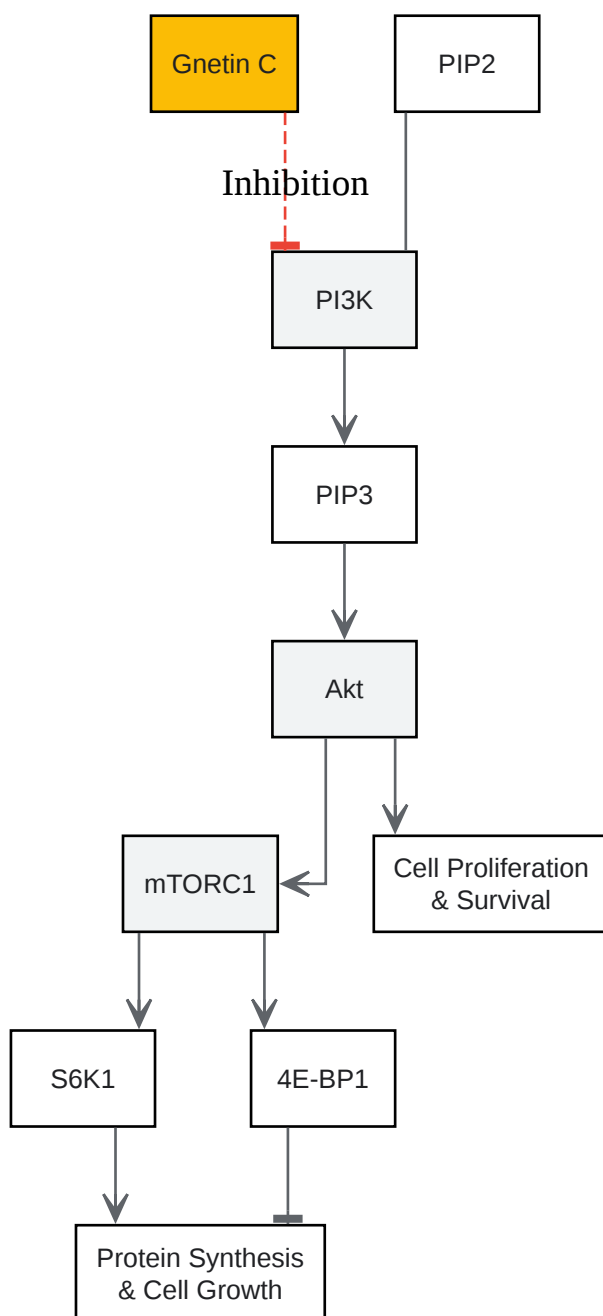 Gnetin C
PIP2
Inhibition
PI3K
PIP3
Akt
mTORC1
Cell Proliferation
& Survival
S6K1
4E-BP1
Protein Synthesis
& Cell Growth